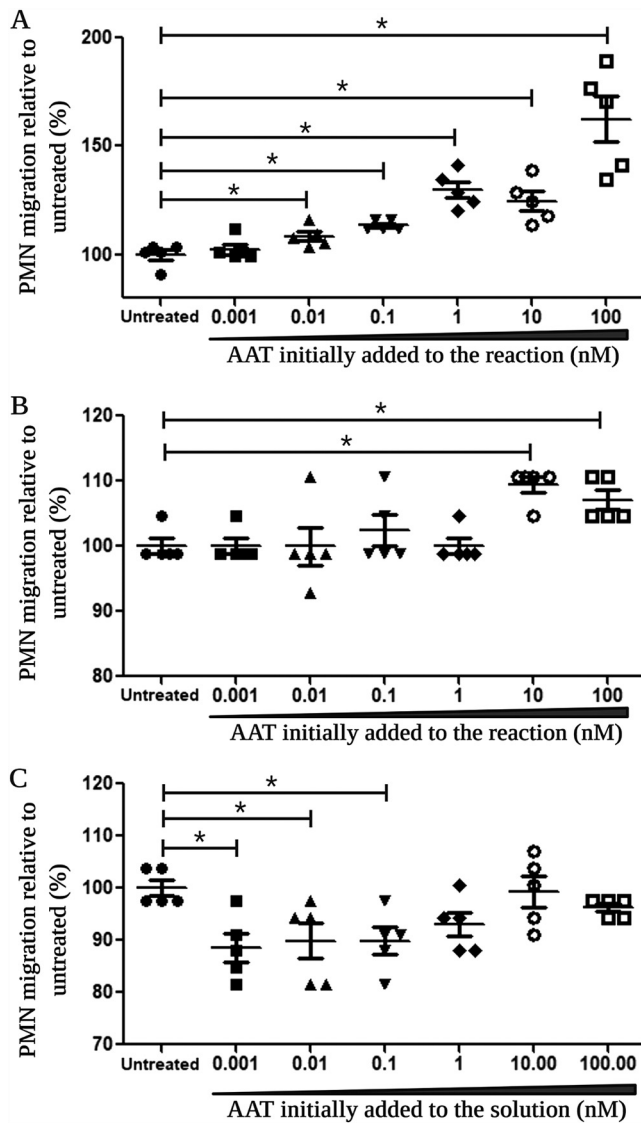 A
PMN migration relative to
untreated (%)
200
150
100
*
*
*
*
*
Untreated 0.001 0.01 0.1 1 10 100
AAT initially added to the reaction (nM)
B
PMN migration relative to
untreated (%)
120
110
100
90
80
*
*
Untreated 0.001 0.01 0.1 1 10 100
AAT initially added to the reaction (nM)
C
PMN migration relative to
untreated (%)
120
110
100
90
80
70
*
*
*
Untreated 0.001 0.01 0.1 1 10.00 100.00
AAT initially added to the solution (nM)